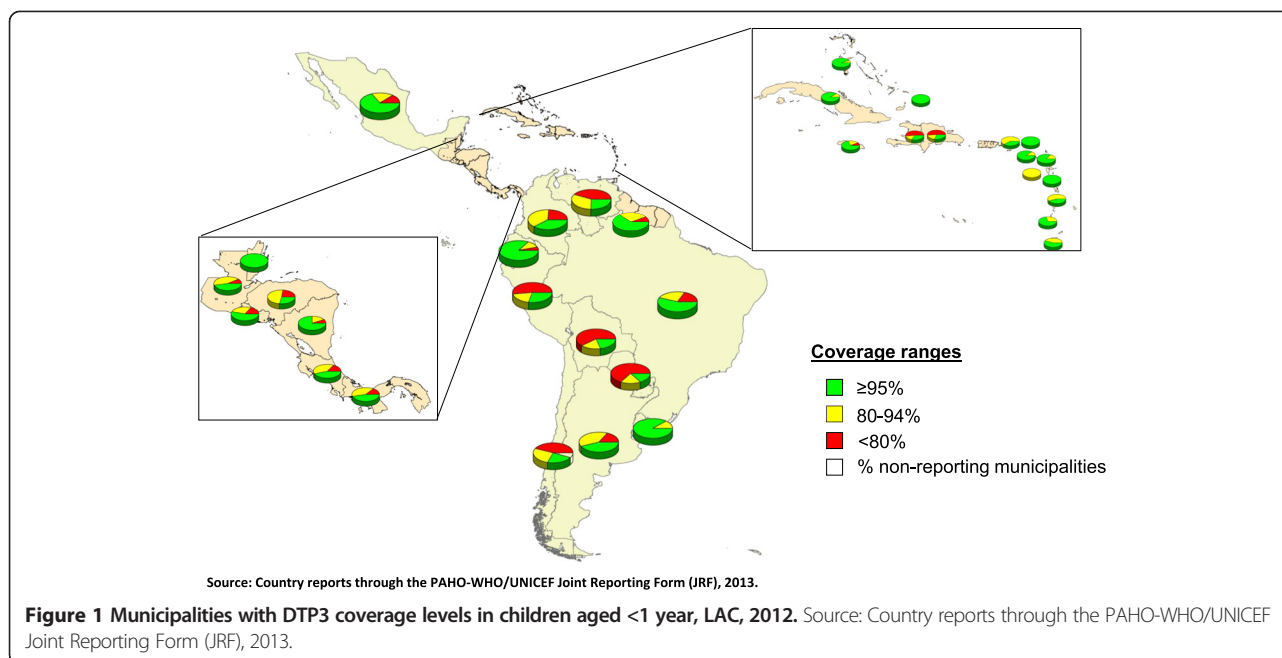 Coverage ranges
≥95%
80-94%
<80%
% non-reporting municipalities
Source: Country reports through the PAHO-WHO/UNICEF Joint Reporting Form (JRF), 2013.
Figure 1 Municipalities with DTP3 coverage levels in children aged <1 year, LAC, 2012. Source: Country reports through the PAHO-WHO/UNICEF
Joint Reporting Form (JRF), 2013.